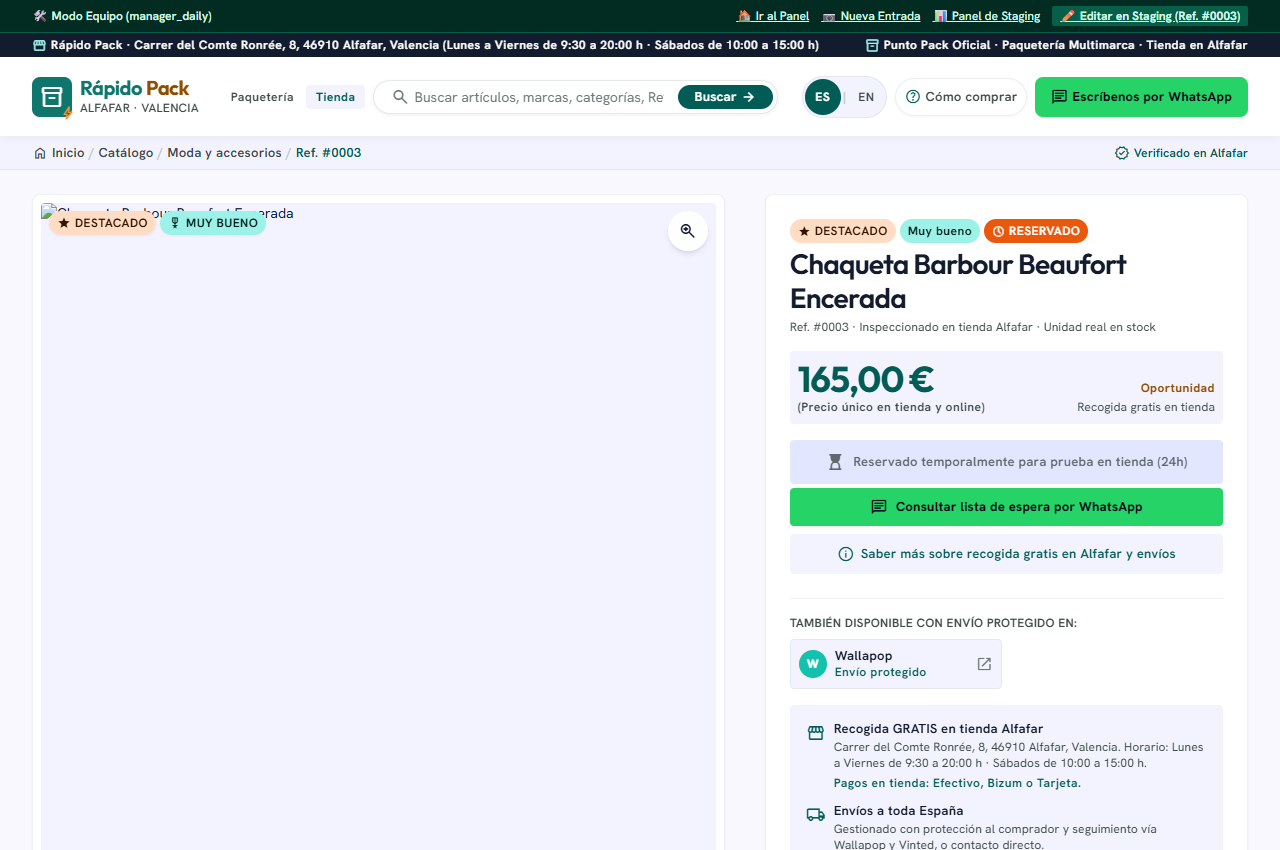 🛠️ Modo Equipo (manager_daily)
🏠 Ir al Panel
📼 Nueva Entrada
📊 Panel de Staging
✏️ Editar en Staging (Ref. #0003)
Rápido Pack · Carrer del Comte Ronrée, 8, 46910 Alfafar, Valencia (Lunes a Viernes de 9:30 a 20:00 h · Sábados de 10:00 a 15:00 h)
Punto Pack Oficial · Paquetería Multimarca · Tienda en Alfafar
Rápido Pack
ALFAFAR · VALENCIA
Paquetería
Tienda
Buscar artículos, marcas, categorías, Re
Buscar →
ES | EN
Cómo comprar
Escríbenos por WhatsApp
Inicio / Catálogo / Moda y accesorios / Ref. #0003
Verificado en Alfafar
Chaqueta Barbour Beaufort Encerada
★ DESTACADO
MUY BUENO
★ DESTACADO
Muy bueno
RESERVADO
Chaqueta Barbour Beaufort
Encerada
Ref. #0003 · Inspeccionado en tienda Alfafar · Unidad real en stock
165,00 €
(Precio único en tienda y online)
Oportunidad
Recogida gratis en tienda
Reservado temporalmente para prueba en tienda (24h)
Consultar lista de espera por WhatsApp
Saber más sobre recogida gratis en Alfafar y envíos
TAMBIÉN DISPONIBLE CON ENVÍO PROTEGIDO EN:
W
Wallapop
Envío protegido
Recogida GRATIS en tienda Alfafar
Carrer del Comte Ronrée, 8, 46910 Alfafar, Valencia. Horario: Lunes
a Viernes de 9:30 a 20:00 h · Sábados de 10:00 a 15:00 h.
Pagos en tienda: Efectivo, Bizum o Tarjeta.
Envíos a toda España
Gestionado con protección al comprador y seguimiento vía
Wallapop y Vinted, o contacto directo.